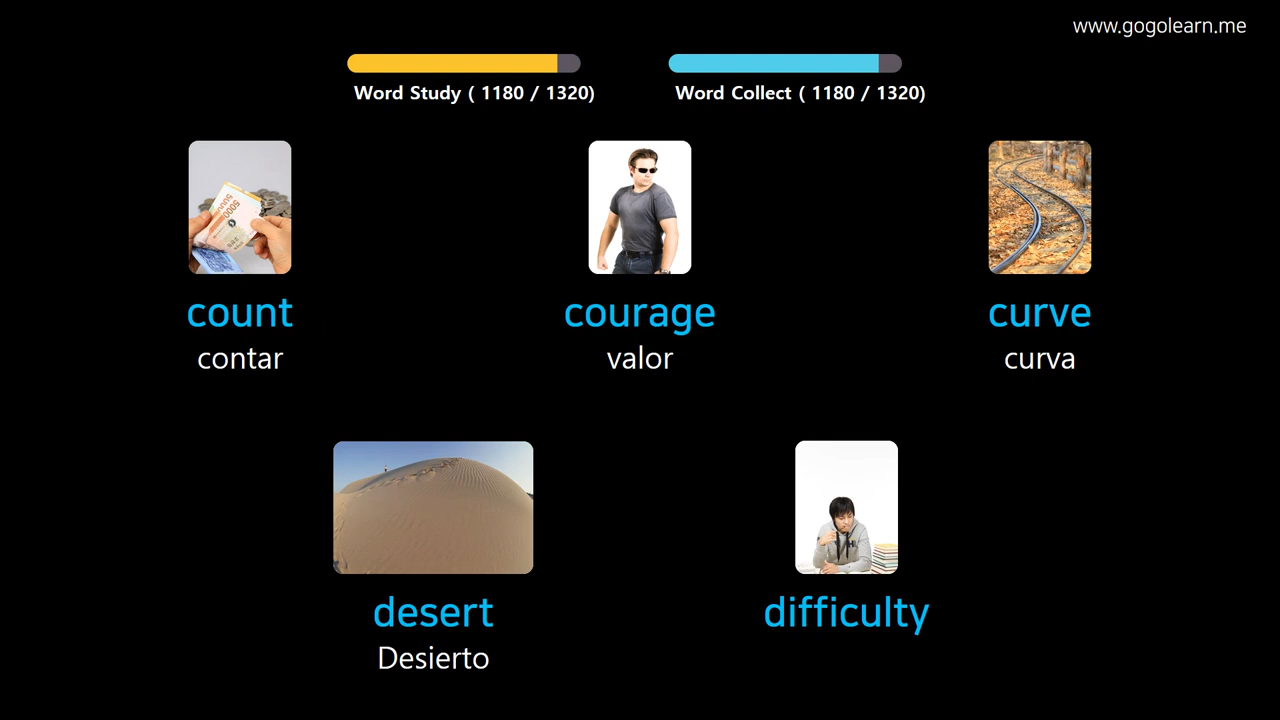 www.gogolearn.me
Word Study ( 1180 / 1320)
Word Collect ( 1180 / 1320)
count
contar
courage
valor
curve
curva
desert
Desierto
difficulty